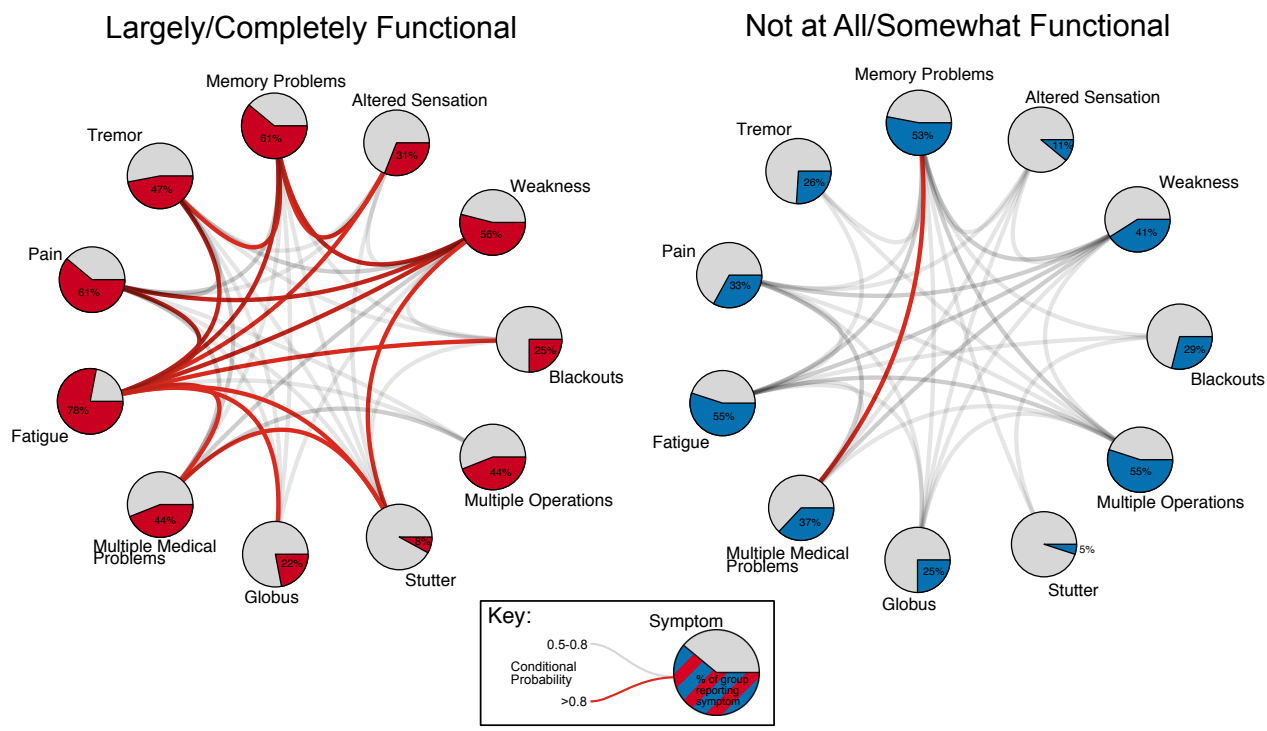 Largely/Completely Functional
Not at All/Somewhat Functional
Memory Problems
61%
Altered Sensation
31%
Tremor
47%
Weakness
56%
Pain
61%
Blackouts
25%
Fatigue
78%
Multiple Operations
44%
Multiple Medical
Problems
44%
Globus
22%
Stutter
8%
Memory Problems
53%
Altered Sensation
11%
Tremor
26%
Weakness
41%
Pain
33%
Blackouts
29%
Fatigue
55%
Multiple Operations
55%
Multiple Medical
Problems
37%
Globus
25%
Stutter
5%
Key:
Symptom
0.5-0.8
Conditional
Probability
>0.8
% of group
reporting
symptom